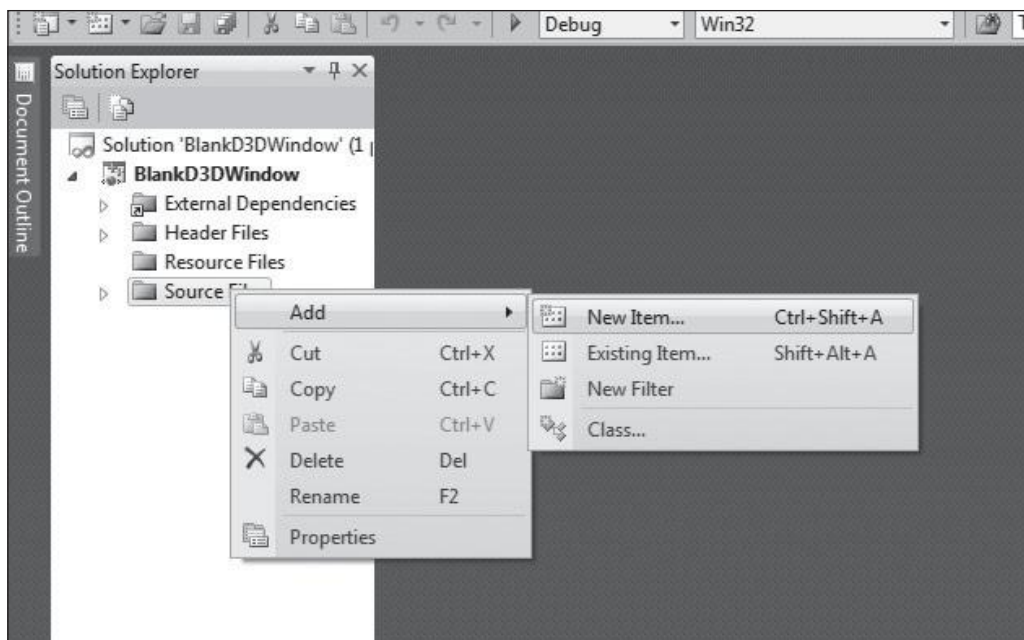 Debug
Win32
Document Outline
Solution Explorer
Solution 'BlankD3DWindow' (1
BlankD3DWindow
External Dependencies
Header Files
Resource Files
Source
Add
Cut Ctrl+X
Copy Ctrl+C
Paste Ctrl+V
Delete Del
Rename F2
Properties
New Item... Ctrl+Shift+A
Existing Item... Shift+Alt+A
New Filter
Class...